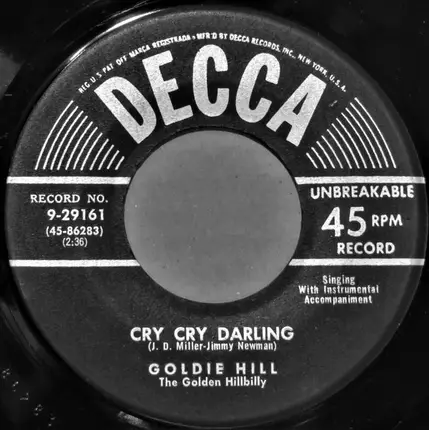 REG. U.S. PAT. OFF. MARCA REGISTRADA • MF'R'D BY DECCA RECORDS, INC., NEW YORK, U.S.A.
DECCA
RECORD NO.
9-29161
(45-86283)
(2:36)
UNBREAKABLE
45 RPM
RECORD
Singing
With Instrumental
Accompaniment
CRY CRY DARLING
(J. D. Miller-Jimmy Newman)
GOLDIE HILL
The Golden Hillbilly